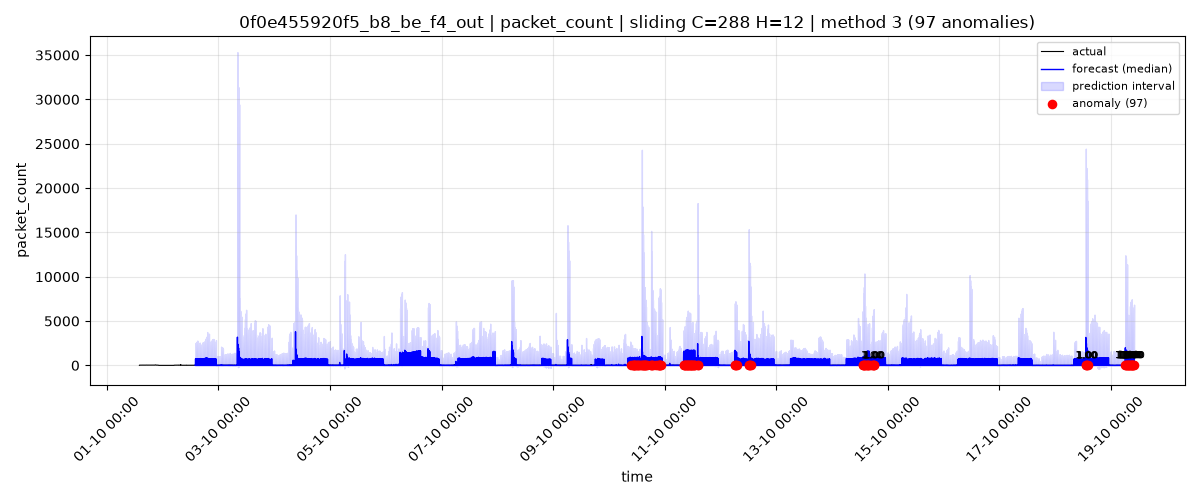 0f0e455920f5_b8_be_f4_out | packet_count | sliding C=288 H=12 | method 3 (97 anomalies)
actual
forecast (median)
prediction interval
anomaly (97)
packet_count
35000
30000
25000
20000
15000
10000
5000
0
1.00
01-10 00:00
03-10 00:00
05-10 00:00
07-10 00:00
09-10 00:00
11-10 00:00
13-10 00:00
15-10 00:00
17-10 00:00
19-10 00:00
time